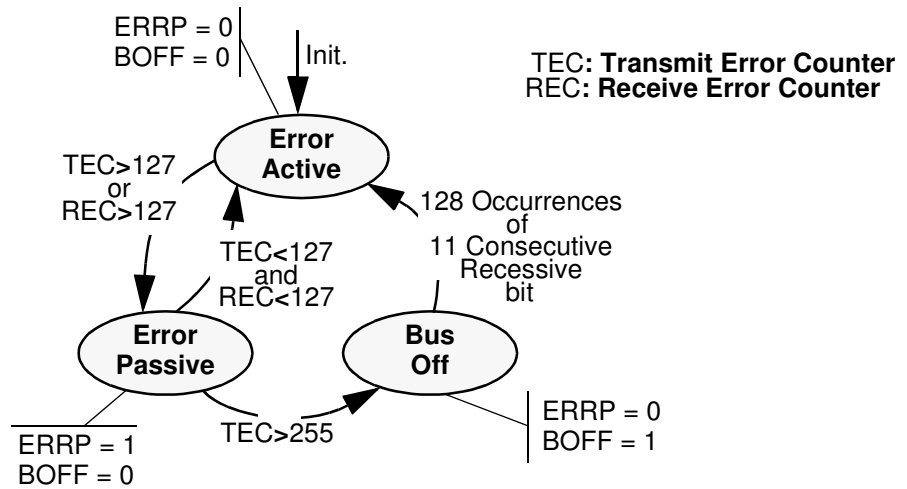 ERRP = 0
BOFF = 0
Init.
TEC: Transmit Error Counter
REC: Receive Error Counter
Error
Active
TEC>127
or
REC>127
128 Occurrences
of
11 Consecutive
Recessive
bit
TEC<127
and
REC<127
Error
Passive
Bus
Off
TEC>255
ERRP = 1
BOFF = 0
ERRP = 0
BOFF = 1